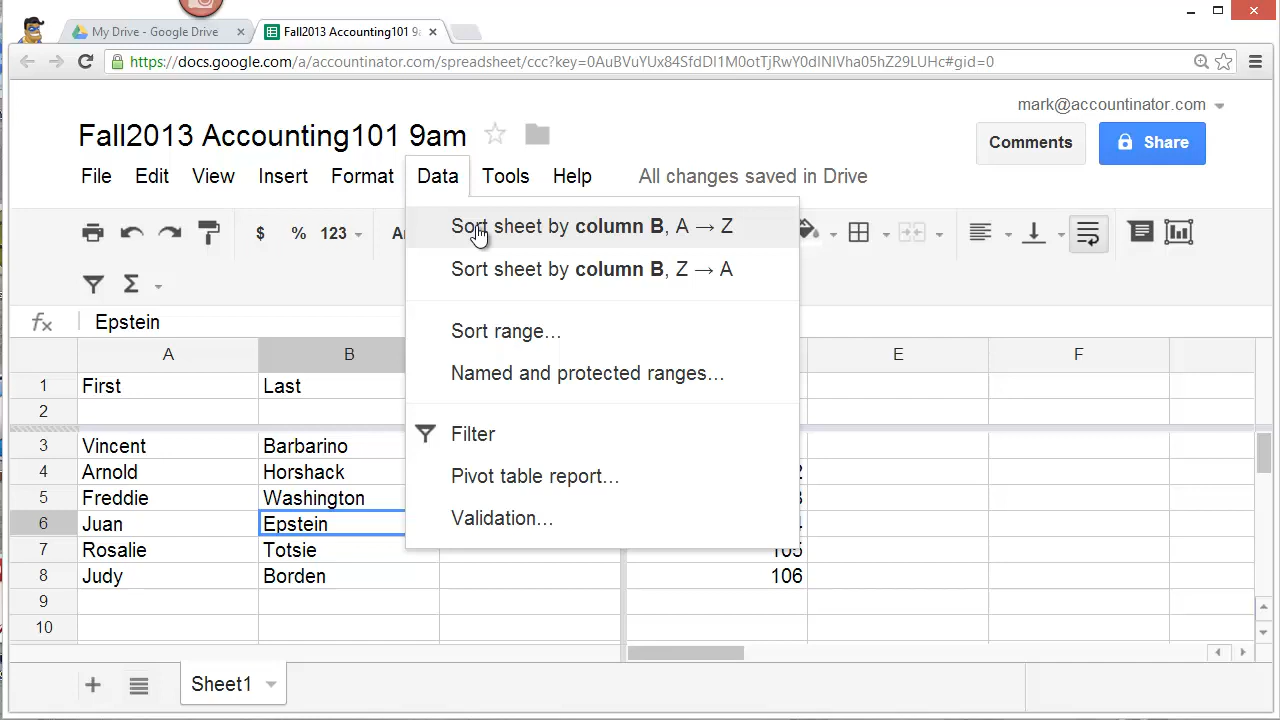 My Drive - Google Drive
Fall2013 Accounting101 9a
https://docs.google.com/a/accountinator.com/spreadsheet/ccc?key=0AuBVuYUx84SfdDI1M0otTjRwY0dINIVha05hZ29LUHc#gid=0
mark@accountinator.com
Fall2013 Accounting101 9am
Comments
Share
File Edit View Insert Format Data Tools Help All changes saved in Drive
$ % 123
Sort sheet by column B, A → Z
Sort sheet by column B, Z → A
Sort range...
Named and protected ranges...
Filter
Pivot table report...
Validation...
fx Epstein
A B E F
1 First Last
2
3 Vincent Barbarino
4 Arnold Horshack
5 Freddie Washington
6 Juan Epstein
7 Rosalie Totsie 105
8 Judy Borden 106
9
10
Sheet1